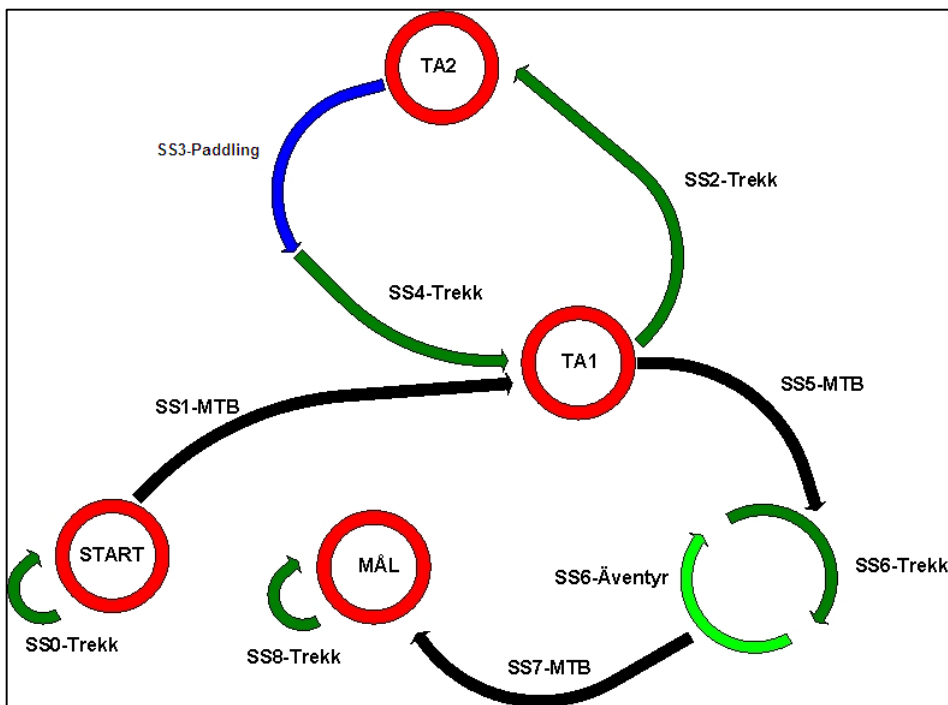 TA2
SS3-Paddling
SS2-Trekk
SS4-Trekk
TA1
SS1-MTB
SS5-MTB
START
MÅL
SS6-Äventyr
SS6-Trekk
SS0-Trekk
SS8-Trekk
SS7-MTB